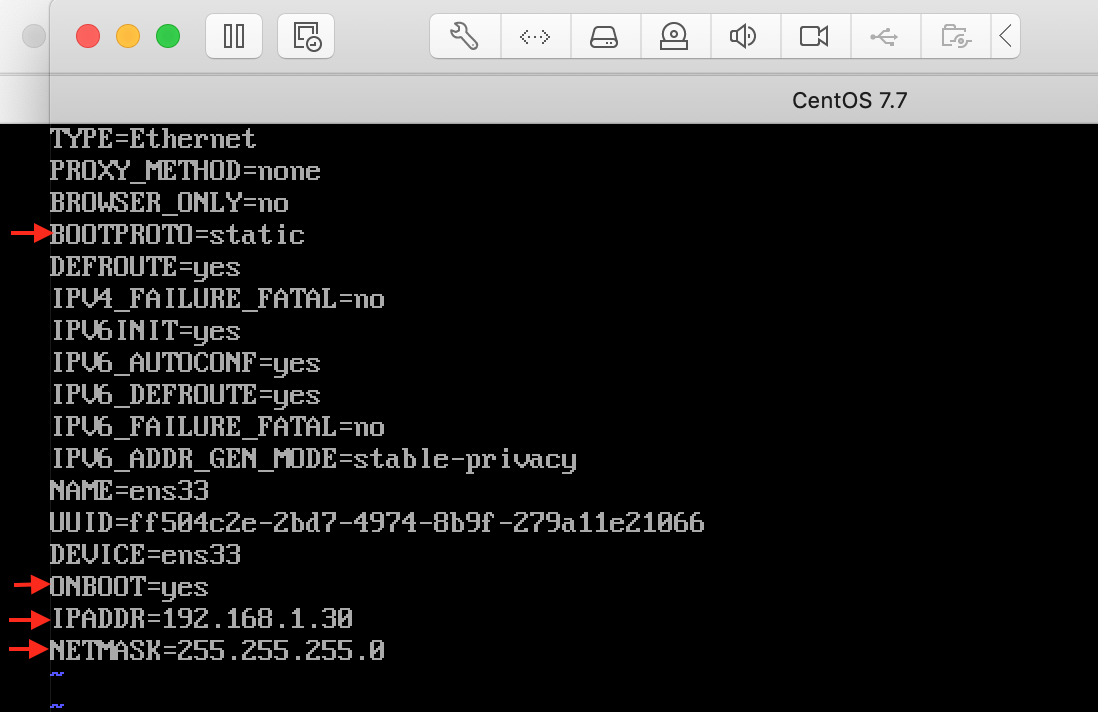 CentOS 7.7
TYPE=Ethernet
PROXY_METHOD=none
BROWSER_ONLY=no
BOOTPROTO=static
DEFROUTE=yes
IPV4_FAILURE_FATAL=no
IPV6INIT=yes
IPV6_AUTOCONF=yes
IPV6_DEFROUTE=yes
IPV6_FAILURE_FATAL=no
IPV6_ADDR_GEN_MODE=stable-privacy
NAME=ens33
UUID=ff504c2e-2bd7-4974-8b9f-279a11e21066
DEVICE=ens33
ONBOOT=yes
IPADDR=192.168.1.30
NETMASK=255.255.255.0
~
~